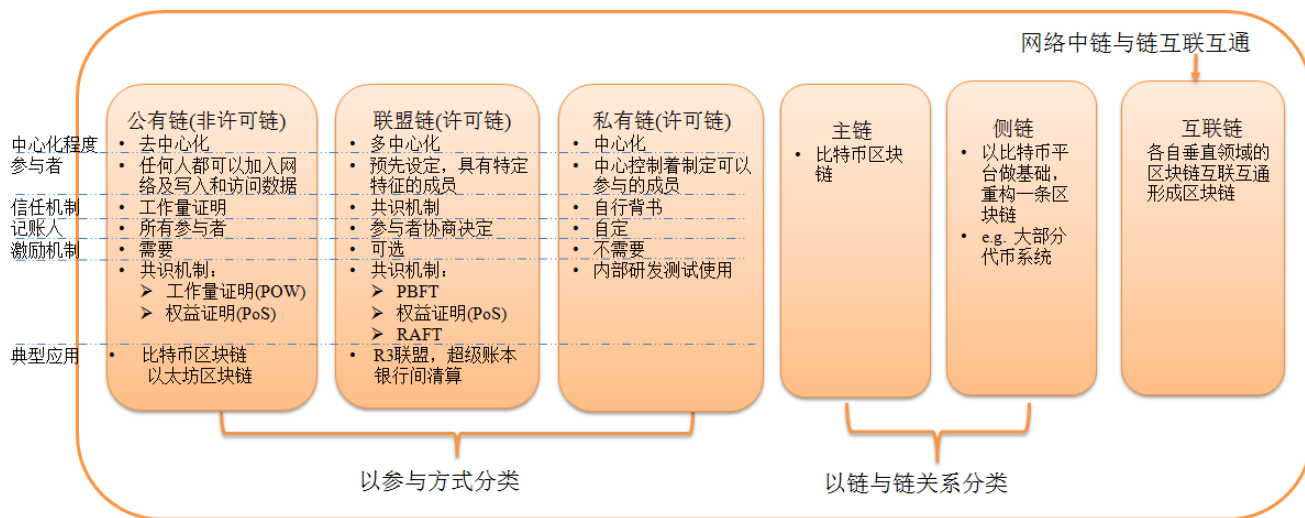 网络中链与链互联互通
中心化程度
参与者
信任机制
记账人
激励机制
典型应用
公有链(非许可链)
• 去中心化
• 任何人都可以加入网
络及写入和访问数据
• 工作量证明
• 所有参与者
• 需要
• 共识机制：
➢ 工作量证明(POW)
➢ 权益证明(PoS)
• 比特币区块链
以太坊区块链
联盟链(许可链)
• 多中心化
• 预先设定，具有特定
特征的成员
• 共识机制
• 参与者协商决定
• 可选
• 共识机制：
➢ PBFT
➢ 权益证明(PoS)
➢ RAFT
• R3联盟，超级账本
银行间清算
私有链(许可链)
• 中心化
• 中心控制着制定可以
参与的成员
• 自行背书
• 自定
• 不需要
• 内部研发测试使用
主链
• 比特币区块
链
侧链
• 以比特币平
台做基础，
重构一条区
块链
• e.g. 大部分
代币系统
互联链
各自垂直领域的
区块链互联互通
形成区块链
以参与方式分类
以链与链关系分类